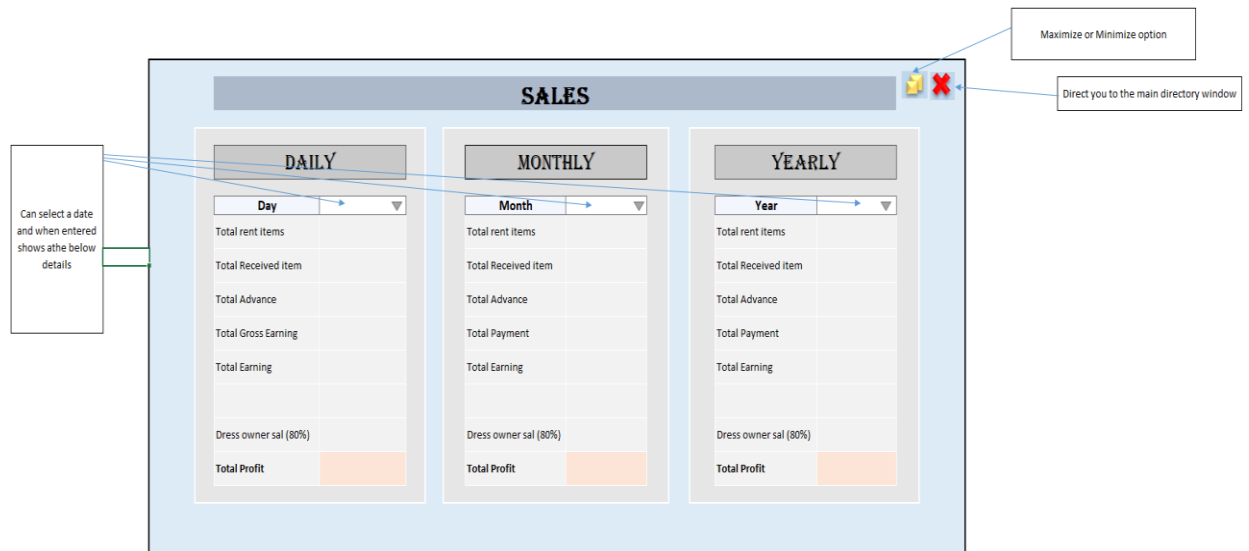 Maximize or Minimize option
Direct you to the main directory window
SALES
Can select a date
and when entered
shows athe below
details
DAILY
Day
Total rent items
Total Received item
Total Advance
Total Gross Earning
Total Earning
Dress owner sal (80%)
Total Profit
MONTHLY
Month
Total rent items
Total Received item
Total Advance
Total Payment
Total Earning
Dress owner sal (80%)
Total Profit
YEARLY
Year
Total rent items
Total Received item
Total Advance
Total Payment
Total Earning
Dress owner sal (80%)
Total Profit